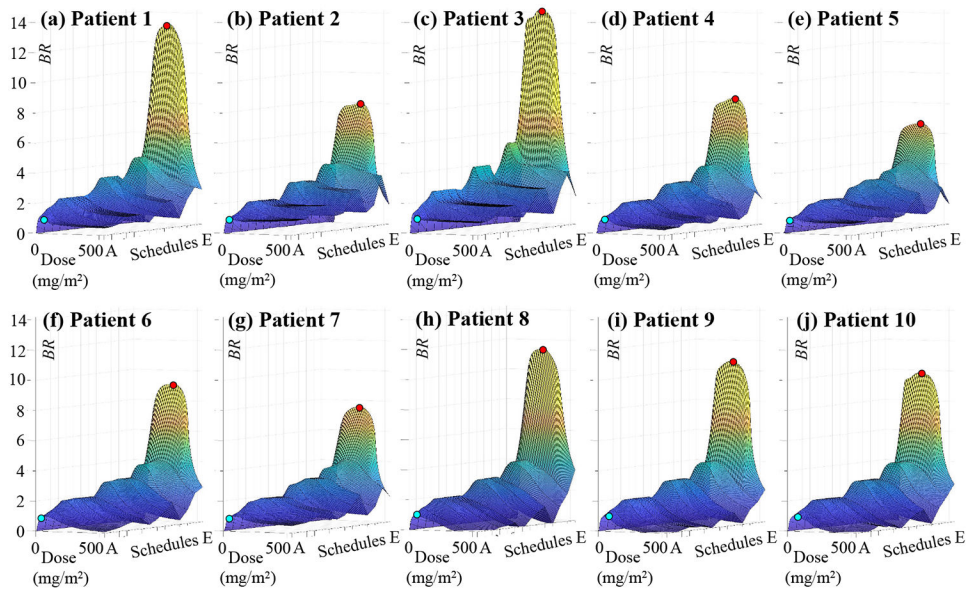 (a) Patient 1 (b) Patient 2 (c) Patient 3 (d) Patient 4 (e) Patient 5
14
12
10
8
6
4
2
0
BR BR BR BR BR
0 500 A 0 500 A 0 500 A 0 500 A 0 500 A
Dose Schedules E Dose Schedules E Dose Schedules E Dose Schedules E Dose Schedules E
(mg/m²) (mg/m²) (mg/m²) (mg/m²) (mg/m²)
(f) Patient 6 (g) Patient 7 (h) Patient 8 (i) Patient 9 (j) Patient 10
14
12
10
8
6
4
2
0
BR BR BR BR BR
0 500 A 0 500 A 0 500 A 0 500 A 0 500 A
Dose Schedules E Dose Schedules E Dose Schedules E Dose Schedules E Dose Schedules E
(mg/m²) (mg/m²) (mg/m²) (mg/m²) (mg/m²)